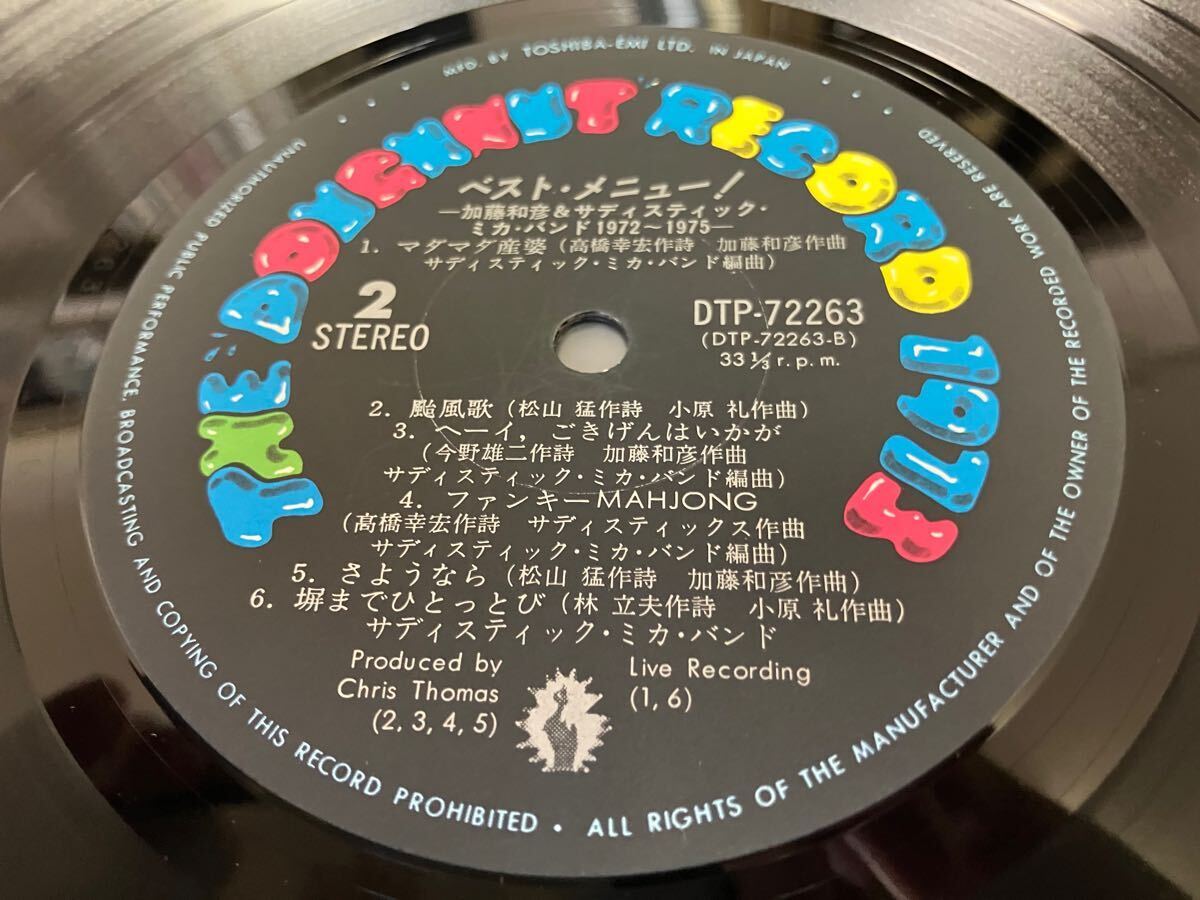 MFD. BY TOSHIBA-EMI LTD. IN JAPAN
THE DOUGHNUT RECORD 1972
ベスト・メニュー!
—加藤和彦&サディスティック・
ミカ・バンド1972〜1975—
1. マダマダ産婆(高橋幸宏作詩 加藤和彦作曲
サディスティック・ミカ・バンド編曲)
2
STEREO
DTP-72263
(DTP-72263-B)
33 1/3 r.p.m.
2. 颱風歌(松山 猛作詩 小原 礼作曲)
3. ヘーイ,ごきげんはいかが
(今野雄二作詩 加藤和彦作曲
サディスティック・ミカ・バンド編曲)
4. ファンキーMAHJONG
(高橋幸宏作詩 サディスティックス作曲
サディスティック・ミカ・バンド編曲)
5. さようなら(松山 猛作詩 加藤和彦作曲)
6. 塀までひとっとび(林 立夫作詩 小原 礼作曲)
サディスティック・ミカ・バンド
Produced by
Chris Thomas
(2, 3, 4, 5)
Live Recording
(1, 6)
UNAUTHORIZED PUBLIC PERFORMANCE, BROADCASTING AND COPYING OF THIS RECORD PROHIBITED • ALL RIGHTS OF THE MANUFACTURER AND OF THE OWNER OF THE RECORDED WORK ARE RESERVED